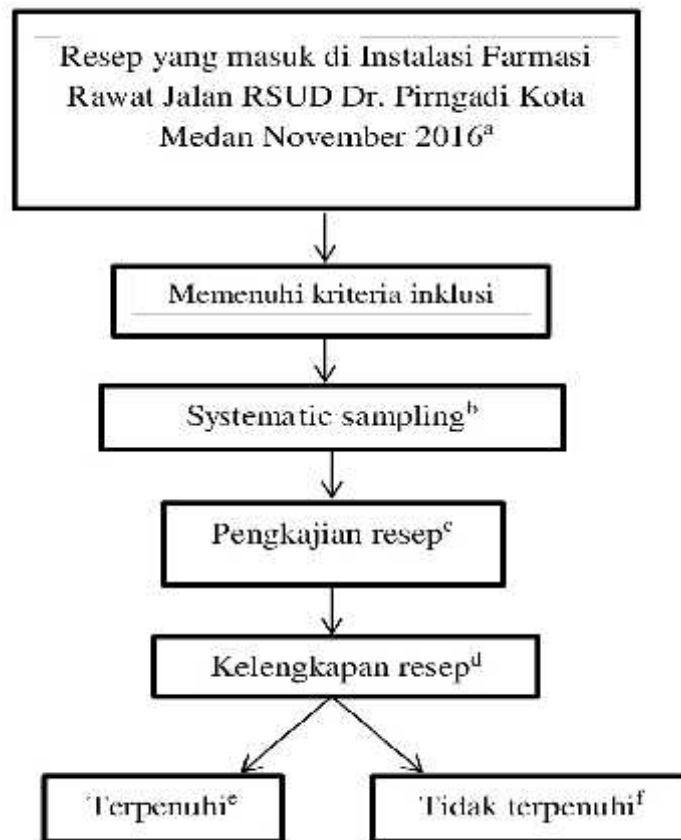 Resep yang masuk di Instalasi Farmasi
Rawat Jalan RSUD Dr. Pirngadi Kota
Medan November 2016ᵃ
Memenuhi kriteria inklusi
Systematic samplingᵇ
Pengkajian resepᶜ
Kelengkapan resepᵈ
Terpenuhiᵉ
Tidak terpenuhiᶠ